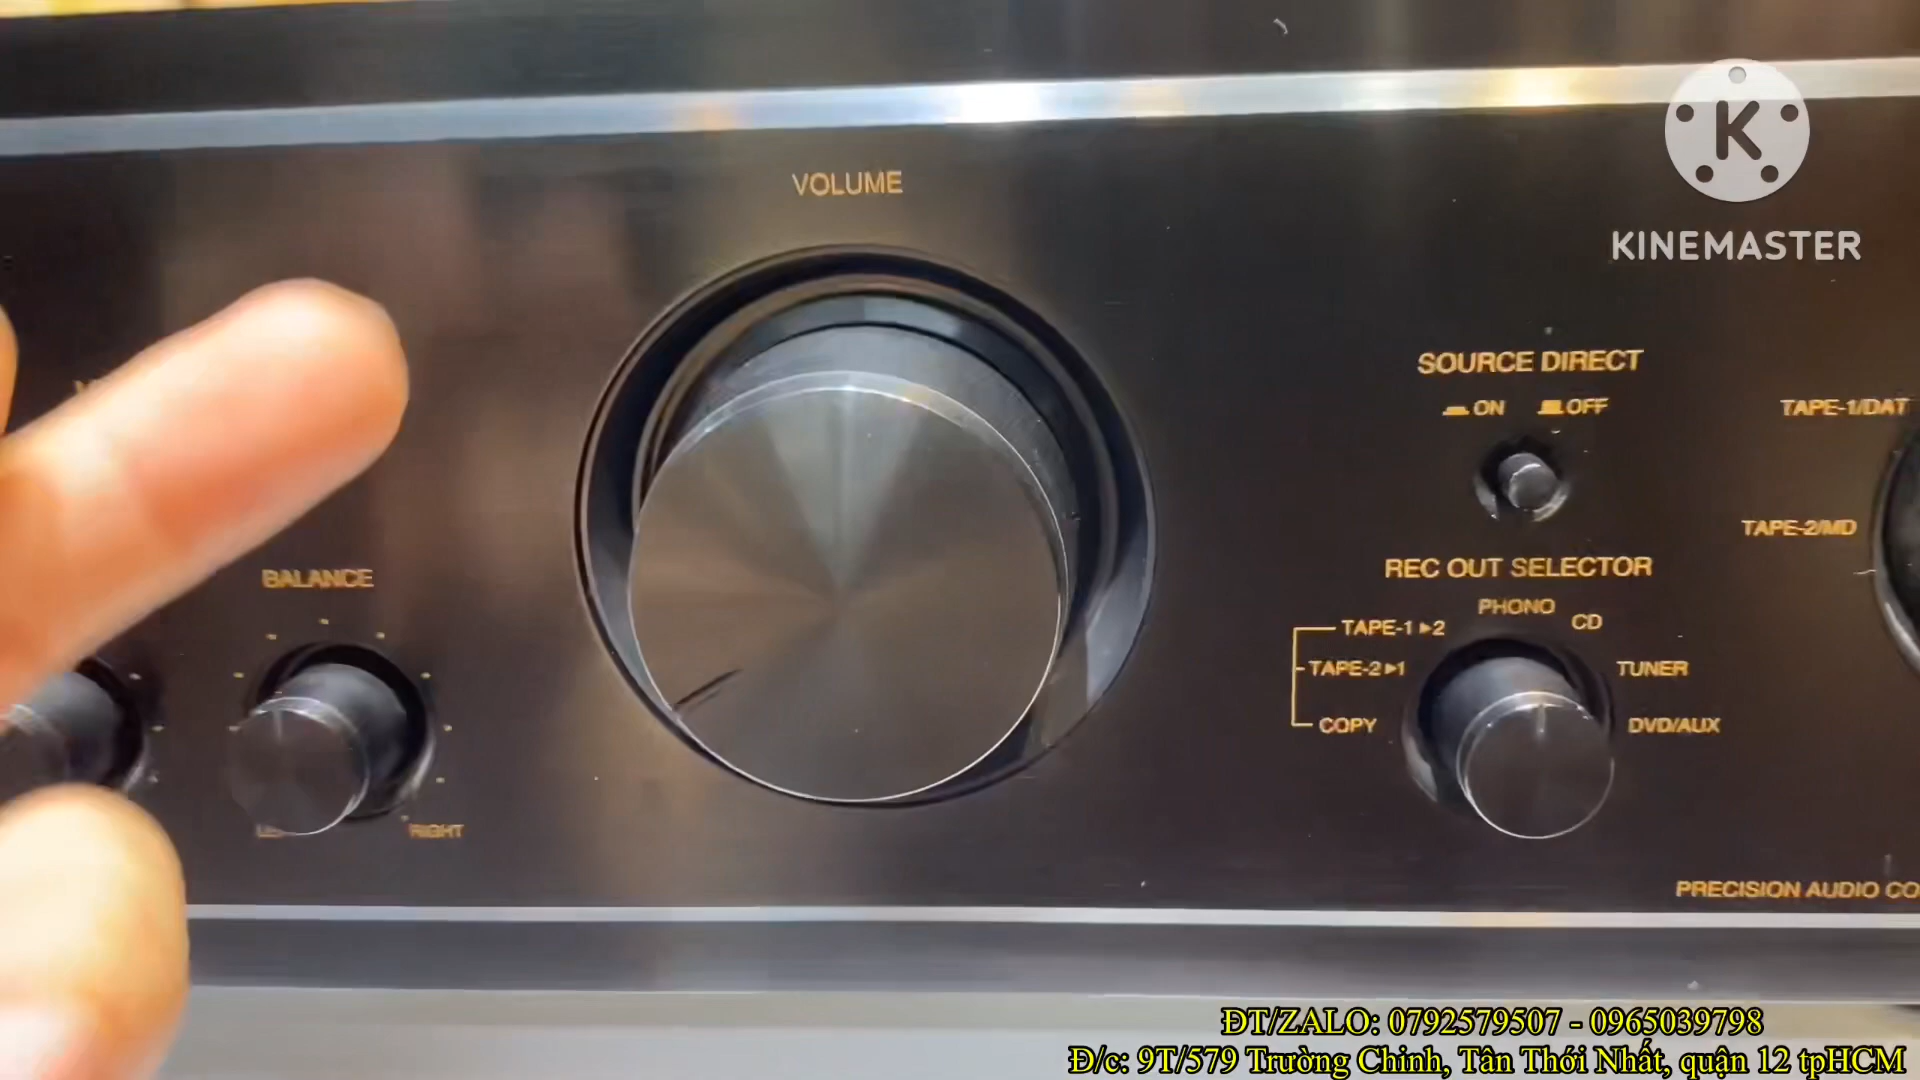 K
KINEMASTER
VOLUME
SOURCE DIRECT
ON OFF
TAPE-1/DAT
TAPE-2/MD
BALANCE
RIGHT
REC OUT SELECTOR
PHONO
CD
TAPE-1▶2
TAPE-2▶1
TUNER
COPY
DVD/AUX
PRECISION AUDIO
ĐT/ZALO: 0792579507 - 0965039798
Đ/c: 9T/579 Trường Chinh, Tân Thới Nhất, quận 12 tpHCM